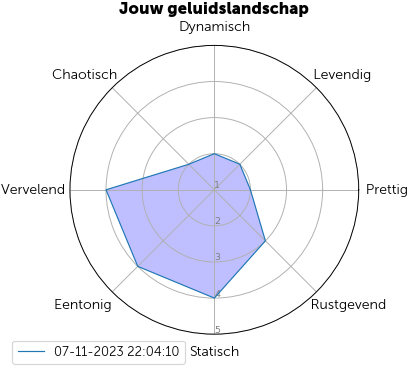 Jouw geluidslandschap
Dynamisch
Chaotisch
Levendig
Vervelend
Prettig
1
2
3
4
5
Eentonig
Rustgevend
Statisch
07-11-2023 22:04:10